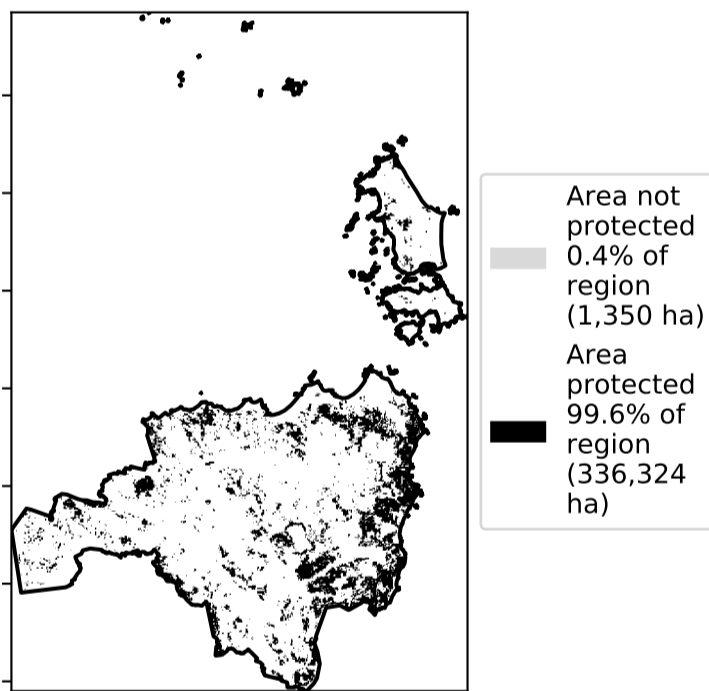 Area not
protected
0.4% of
region
(1,350 ha)
Area
protected
99.6% of
region
(336,324
ha)